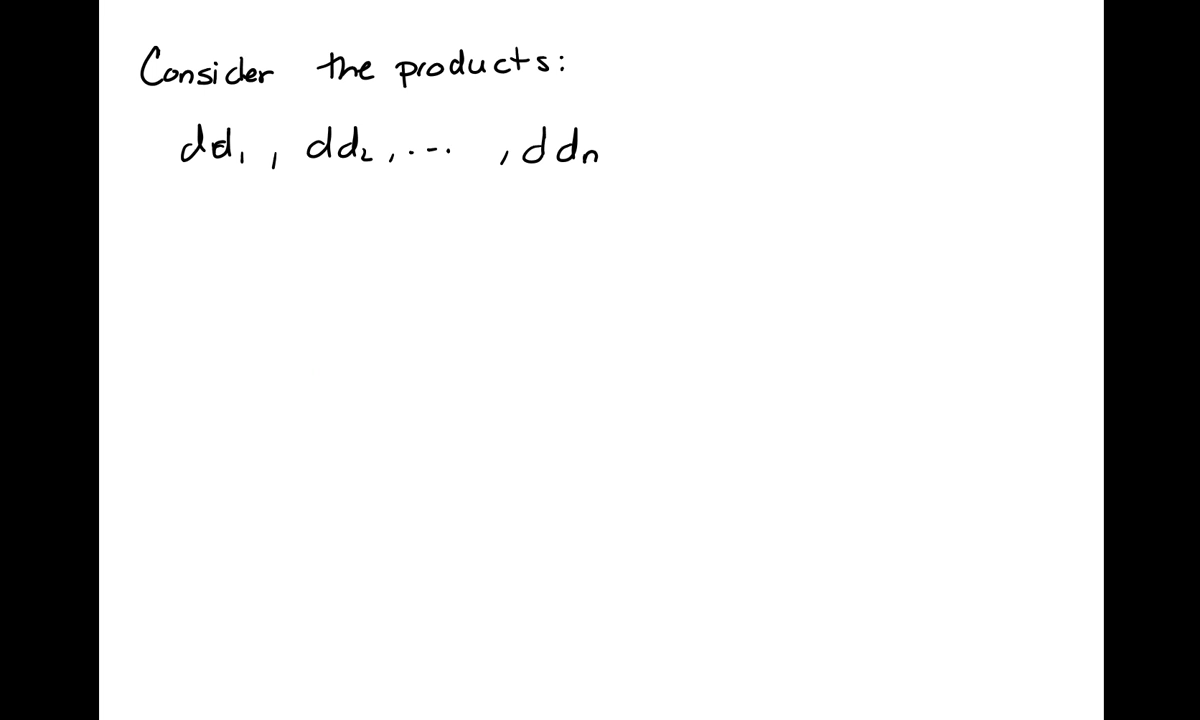 Consider the products:
dd₁, dd₂, ..., ddₙ